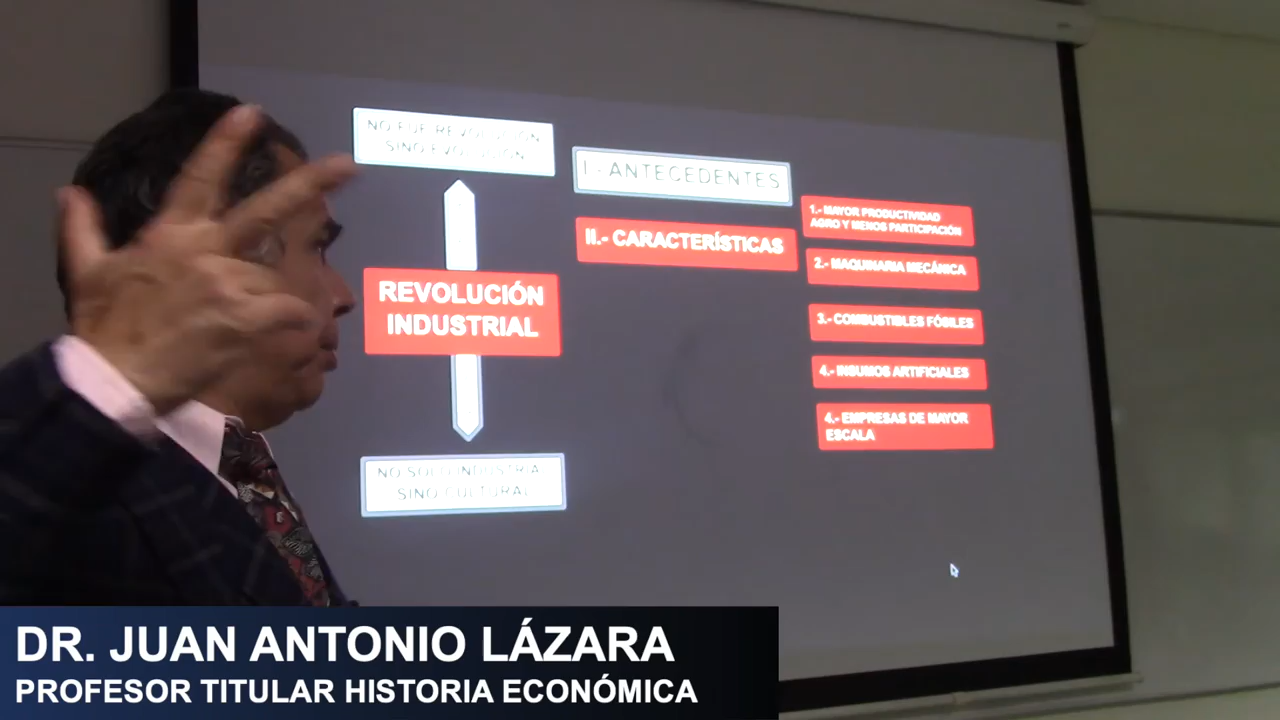 NO FUE REVOLUCIÓN
SINO EVOLUCIÓN
I.- ANTECEDENTES
II.- CARACTERÍSTICAS
REVOLUCIÓN
INDUSTRIAL
1.- MAYOR PRODUCTIVIDAD
AGRO Y MENOS PARTICIPACIÓN
2.- MAQUINARIA MECÁNICA
3.- COMBUSTIBLES FÓSILES
4.- INSUMOS ARTIFICIALES
4.- EMPRESAS DE MAYOR
ESCALA
NO SOLO INDUSTRIA
SINO CULTURAL
DR. JUAN ANTONIO LÁZARA
PROFESOR TITULAR HISTORIA ECONÓMICA